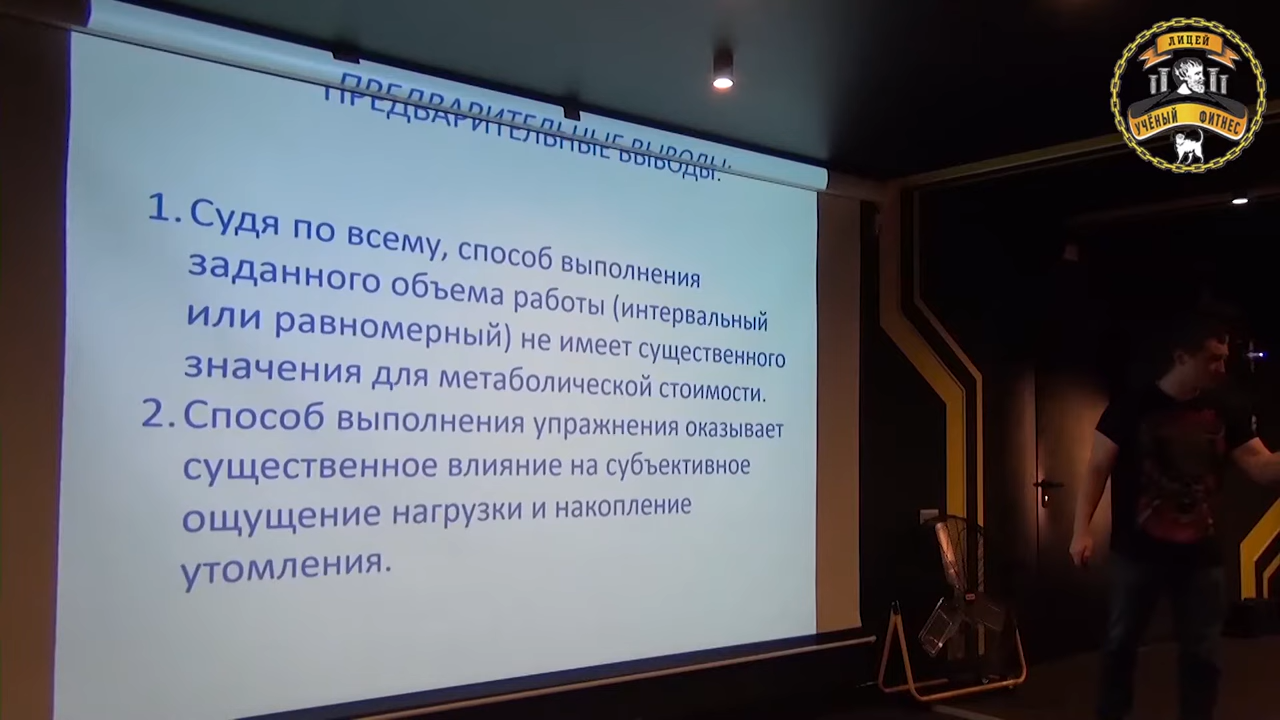 ПРЕДВАРИТЕЛЬНЫЕ ВЫВОДЫ:
1. Судя по всему, способ выполнения
заданного объема работы (интервальный
или равномерный) не имеет существенного
значения для метаболической стоимости.
2. Способ выполнения упражнения оказывает
существенное влияние на субъективное
ощущение нагрузки и накопление
утомления.
ЛИЦЕЙ
УЧЁНЫЙ ФИТНЕС